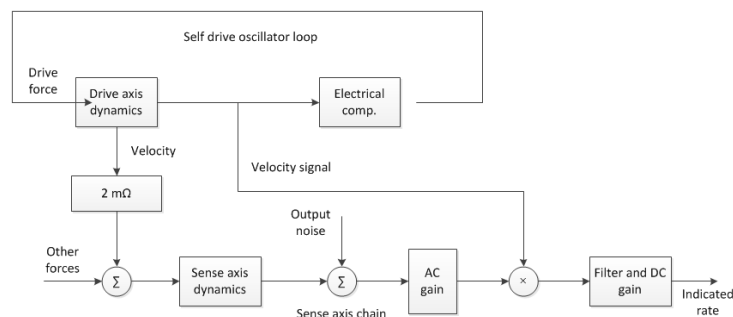 Self drive oscillator loop
Drive
force
Drive axis
dynamics
Electrical
comp.
Velocity
Velocity signal
2 mΩ
Output
noise
Other
forces
Σ
Sense axis
dynamics
Σ
AC
gain
×
Filter and DC
gain
Indicated
rate
Sense axis chain